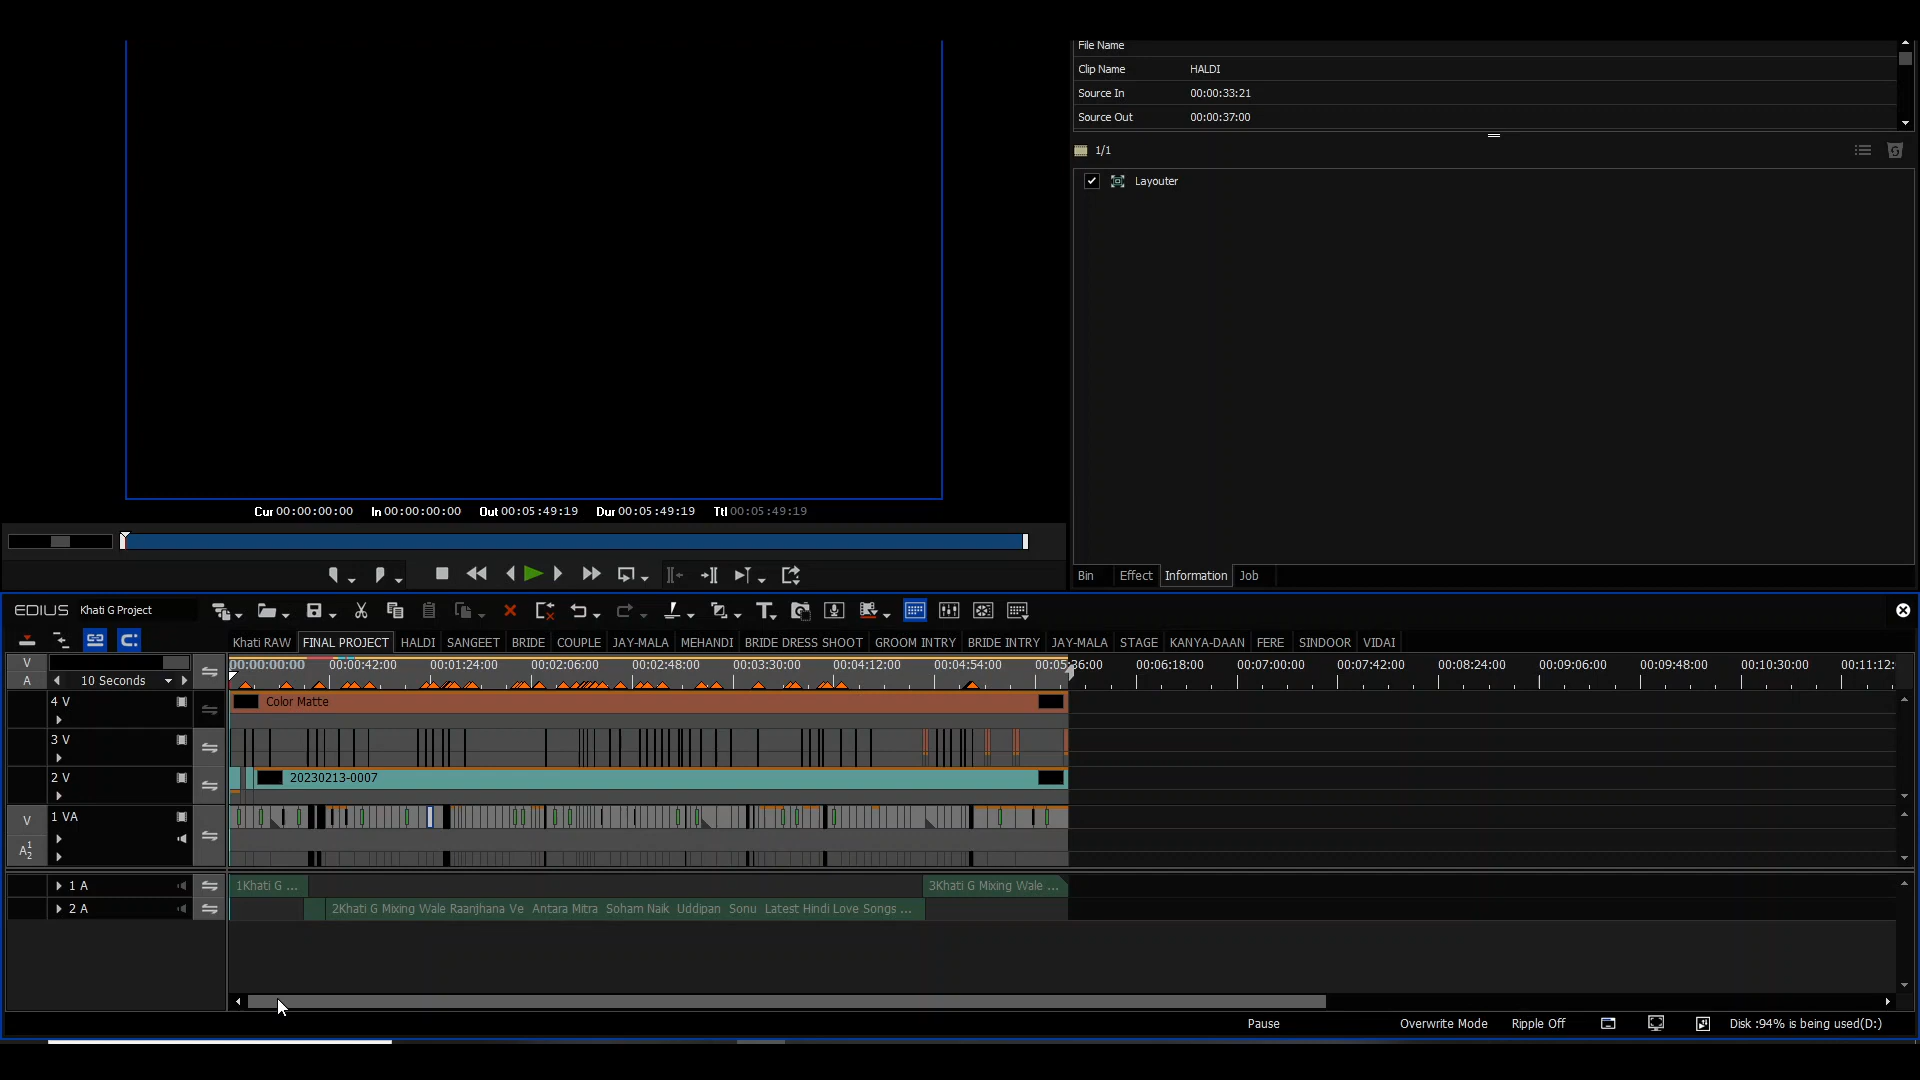 File Name
Clip Name HALDI
Source In 00:00:33:21
Source Out 00:00:37:00
1/1
Layouter
Cur 00:00:00:00 In 00:00:00:00 Out 00:05:49:19 Dur 00:05:49:19 Ttl 00:05:49:19
Bin Effect Information Job
EDIUS Khati G Project
Khati RAW FINAL PROJECT HALDI SANGEET BRIDE COUPLE JAY-MALA MEHANDI BRIDE DRESS SHOOT GROOM INTRY BRIDE INTRY JAY-MALA STAGE KANYA-DAAN FERE SINDOOR VIDAI
V 00:00:00:00 00:00:42:00 00:01:24:00 00:02:06:00 00:02:48:00 00:03:30:00 00:04:12:00 00:04:54:00 00:05:36:00 00:06:18:00 00:07:00:00 00:07:42:00 00:08:24:00 00:09:06:00 00:09:48:00 00:10:30:00 00:11:12:
A 10 Seconds
4 V Color Matte
3 V
2 V 20230213-0007
V 1 VA
A 1 2
1 A 1Khati G ... 3Khati G Mixing Wale ...
2 A 2Khati G Mixing Wale Raanjhana Ve Antara Mitra Soham Naik Uddipan Sonu Latest Hindi Love Songs ...
Pause Overwrite Mode Ripple Off Disk :94% is being used(D:)